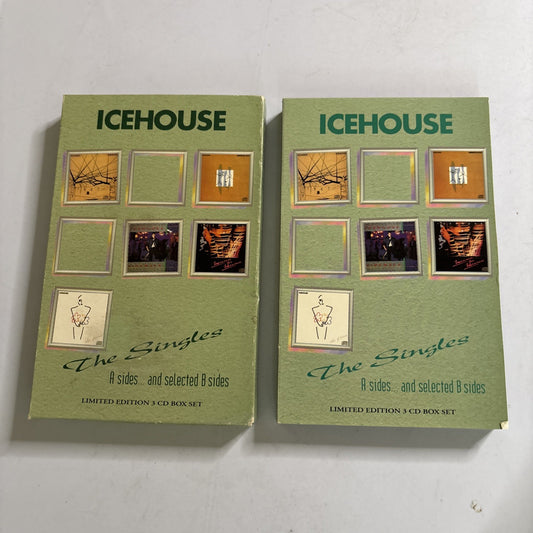 ICEHOUSE
The Singles
A sides... and selected B sides
LIMITED EDITION 3 CD BOX SET
ICEHOUSE
The Singles
A sides... and selected B sides
LIMITED EDITION 3 CD BOX SET